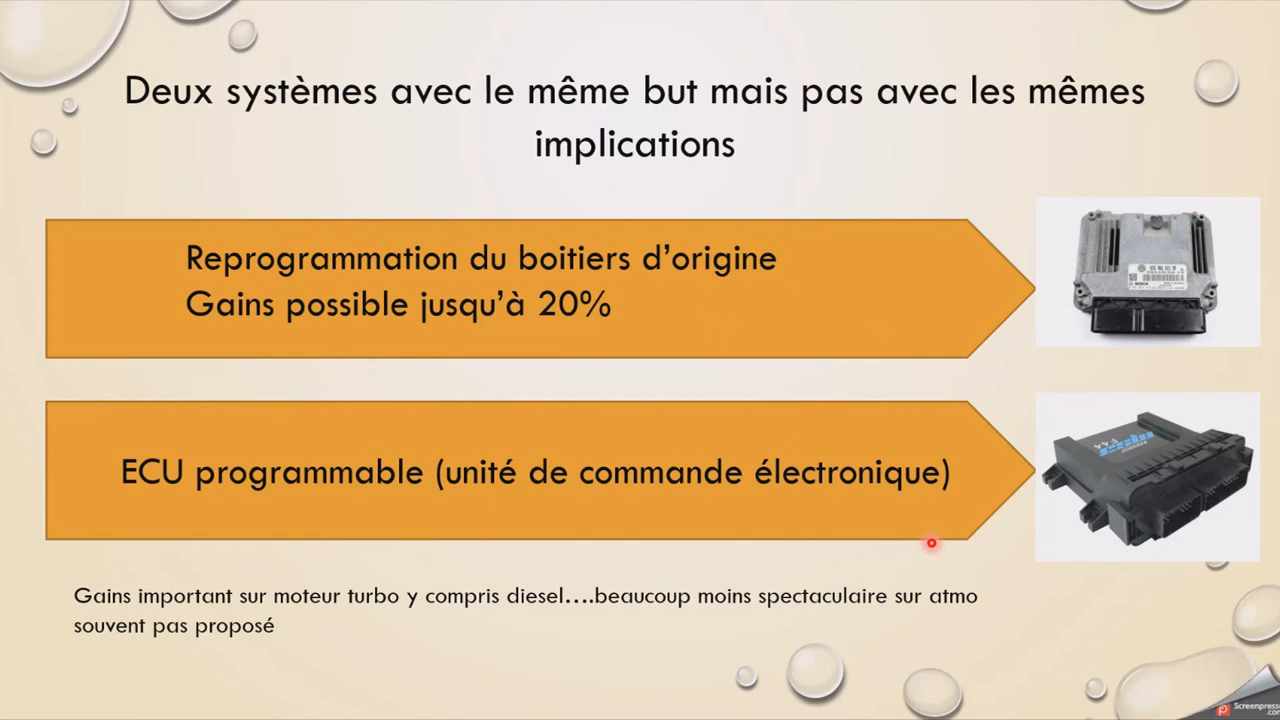 Deux systèmes avec le même but mais pas avec les mêmes
implications
Reprogrammation du boitiers d’origine
Gains possible jusqu’à 20%
ECU programmable (unité de commande électronique)
F44
Gains important sur moteur turbo y compris diesel....beaucoup moins spectaculaire sur atmo
souvent pas proposé